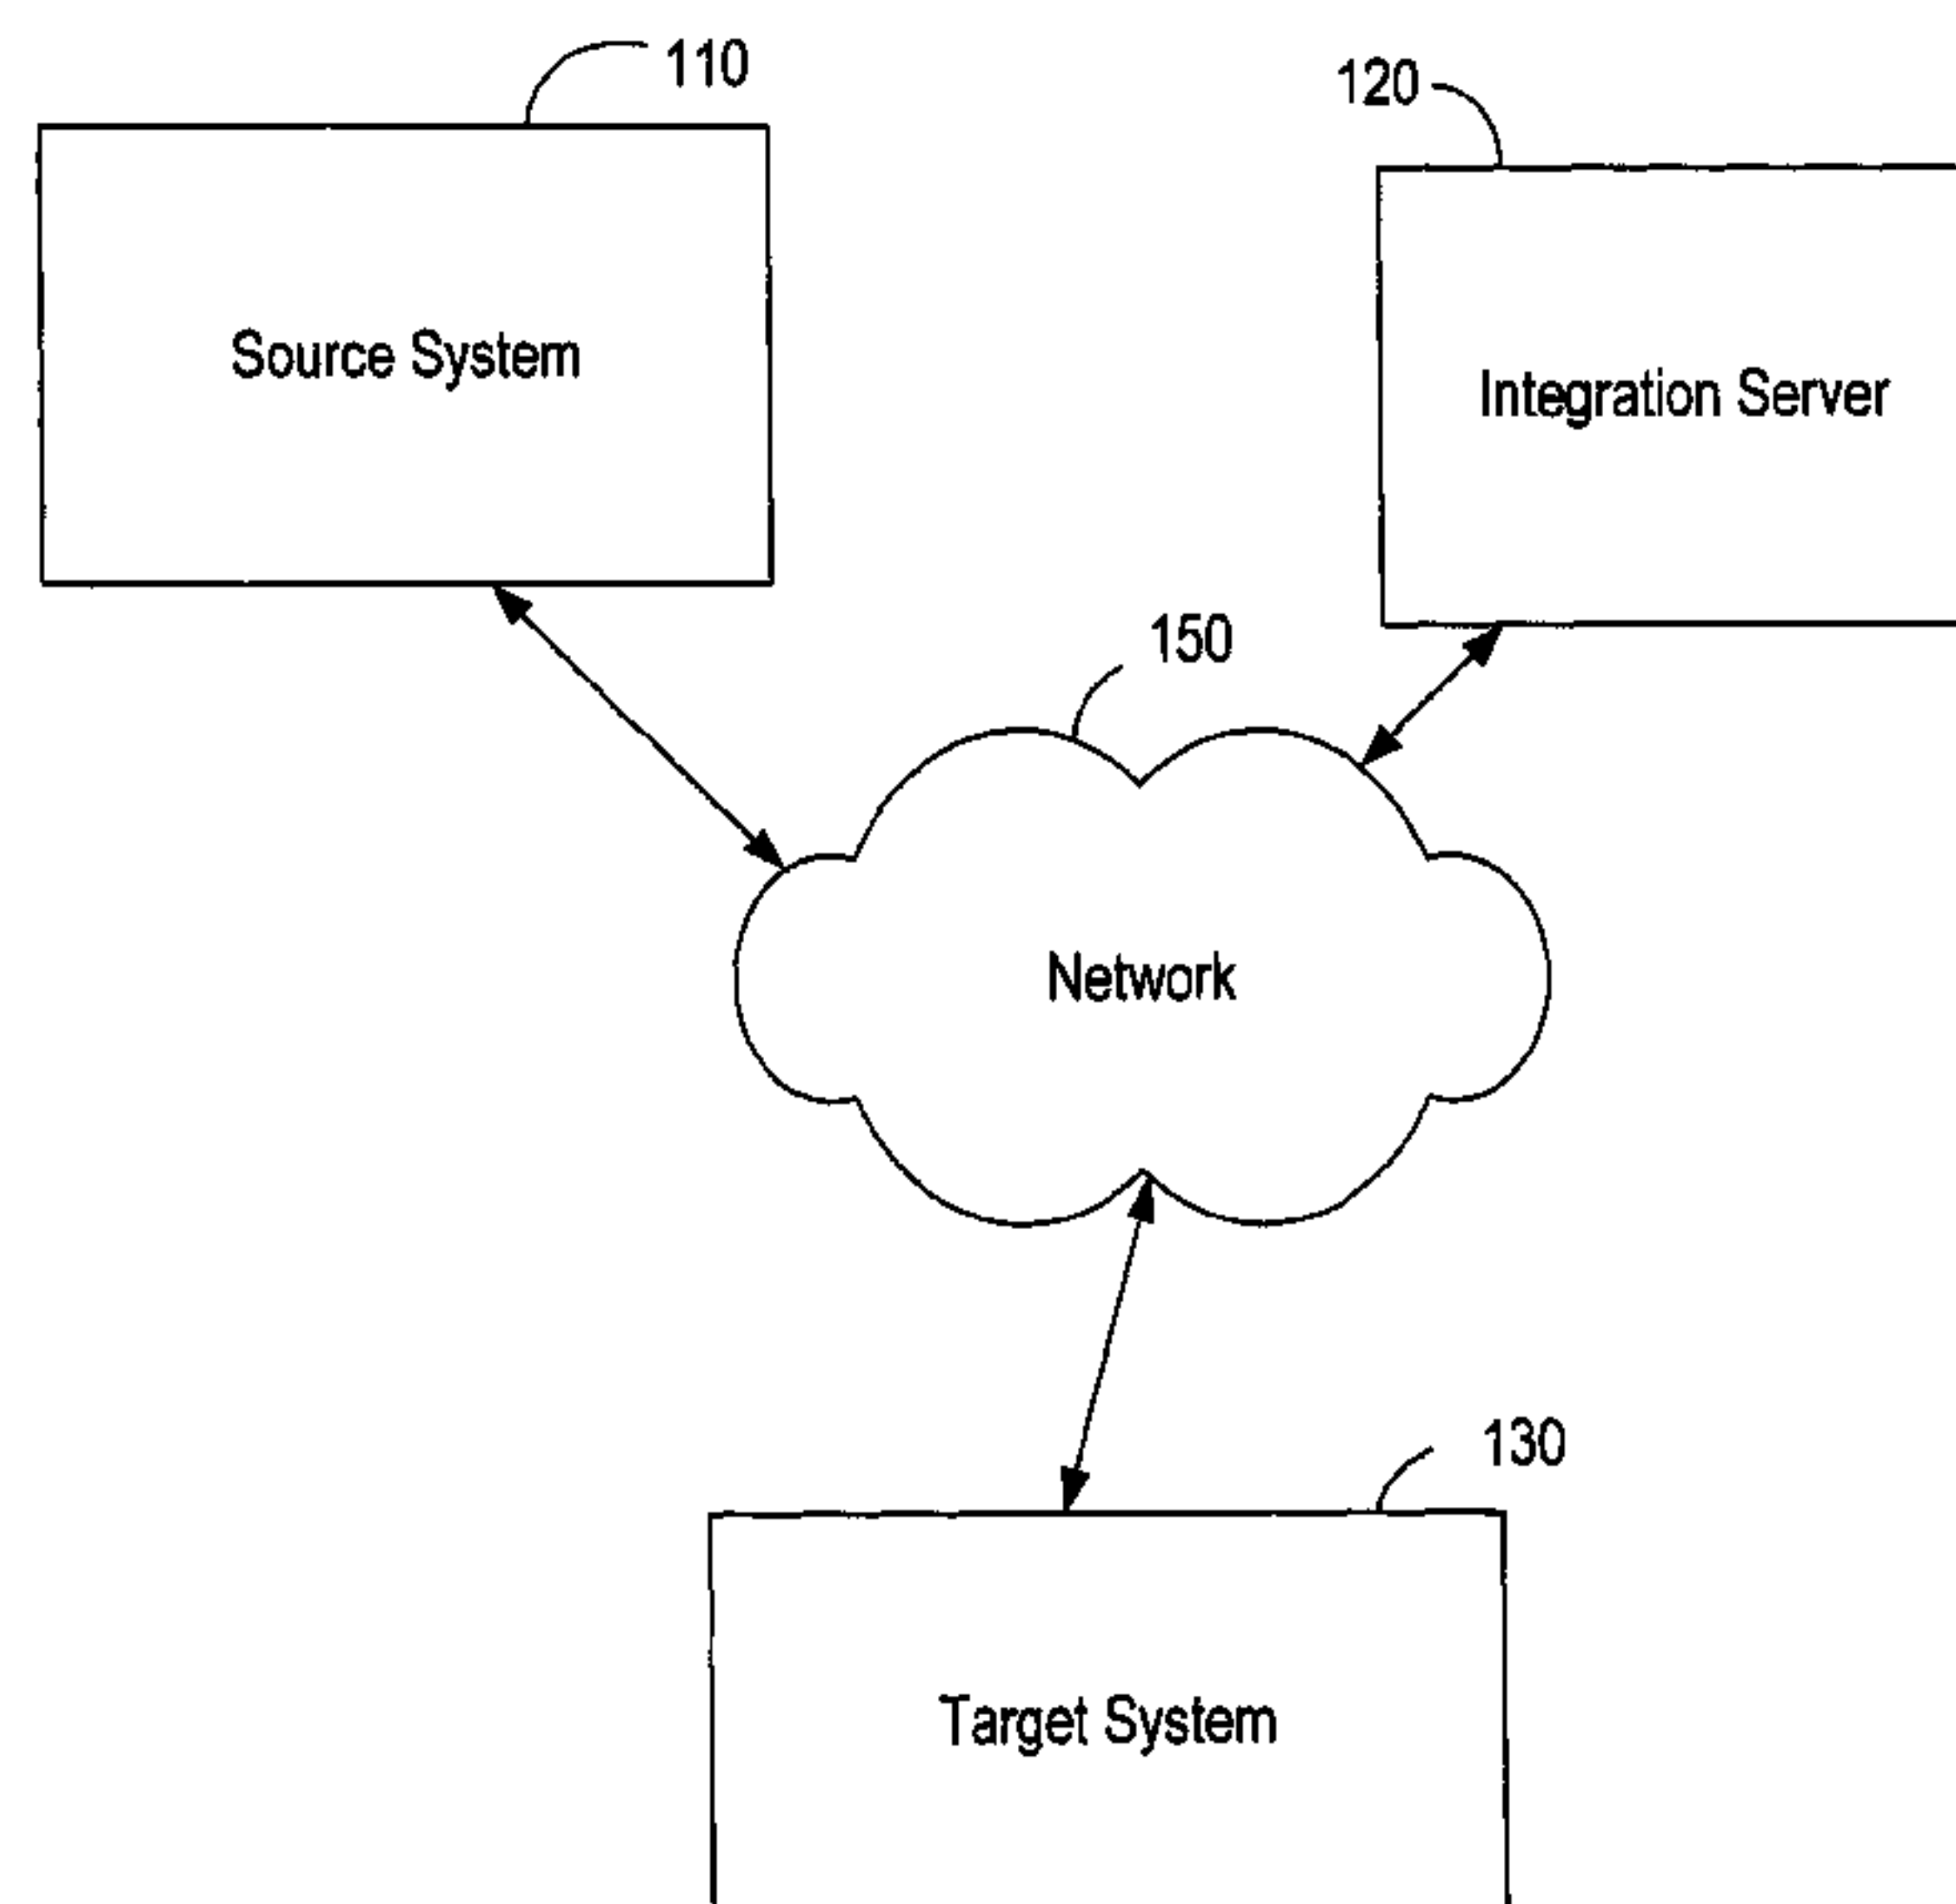 110
120
Source System
Integration Server
150
Network
130
Target System